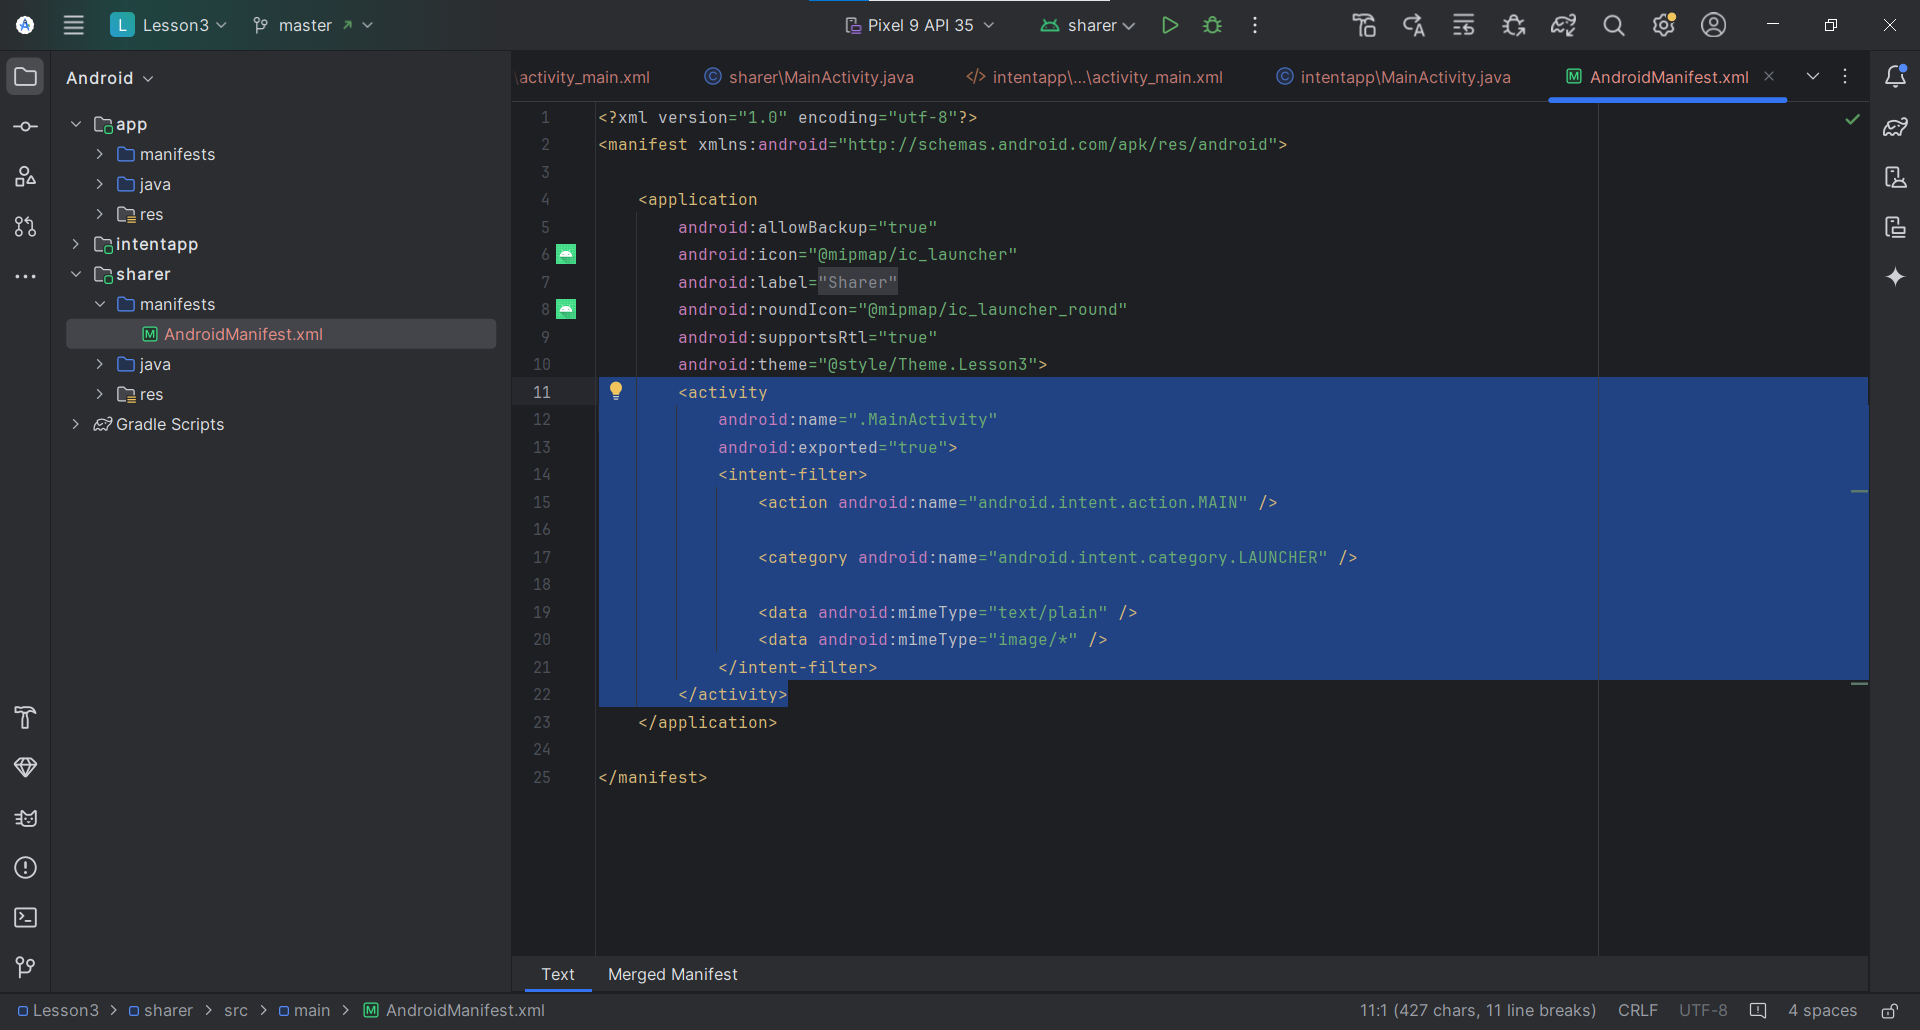 L Lesson3 master Pixel 9 API 35 sharer
Android
app
manifests
java
res
intentapp
sharer
manifests
AndroidManifest.xml
java
res
Gradle Scripts
\activity_main.xml sharer\MainActivity.java intentapp\...\activity_main.xml intentapp\MainActivity.java AndroidManifest.xml
1 <?xml version="1.0" encoding="utf-8"?>
2 <manifest xmlns:android="http://schemas.android.com/apk/res/android">
3
4 <application
5 android:allowBackup="true"
6 android:icon="@mipmap/ic_launcher"
7 android:label="Sharer"
8 android:roundIcon="@mipmap/ic_launcher_round"
9 android:supportsRtl="true"
10 android:theme="@style/Theme.Lesson3">
11 <activity
12 android:name=".MainActivity"
13 android:exported="true">
14 <intent-filter>
15 <action android:name="android.intent.action.MAIN" />
16
17 <category android:name="android.intent.category.LAUNCHER" />
18
19 <data android:mimeType="text/plain" />
20 <data android:mimeType="image/*" />
21 </intent-filter>
22 </activity>
23 </application>
24
25 </manifest>
Text Merged Manifest
Lesson3 > sharer > src > main > AndroidManifest.xml 11:1 (427 chars, 11 line breaks) CRLF UTF-8 4 spaces